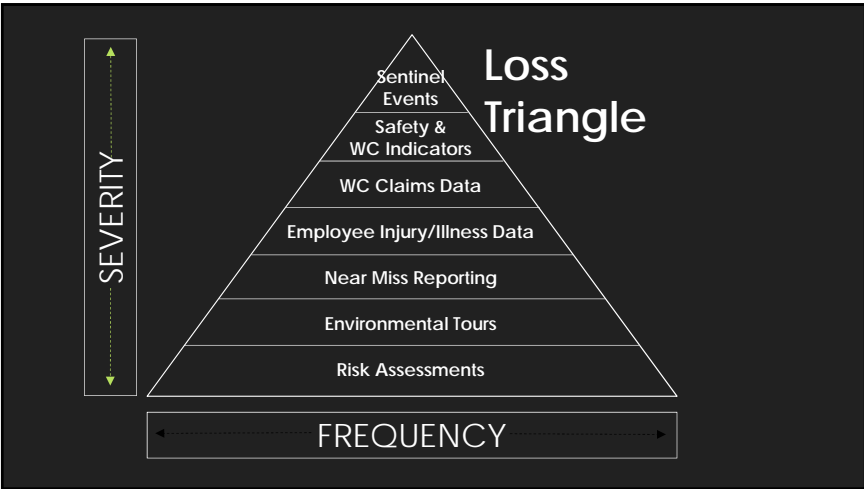 Loss
Triangle
SEVERITY
Sentinel
Events
Safety &
WC Indicators
WC Claims Data
Employee Injury/Illness Data
Near Miss Reporting
Environmental Tours
Risk Assessments
FREQUENCY